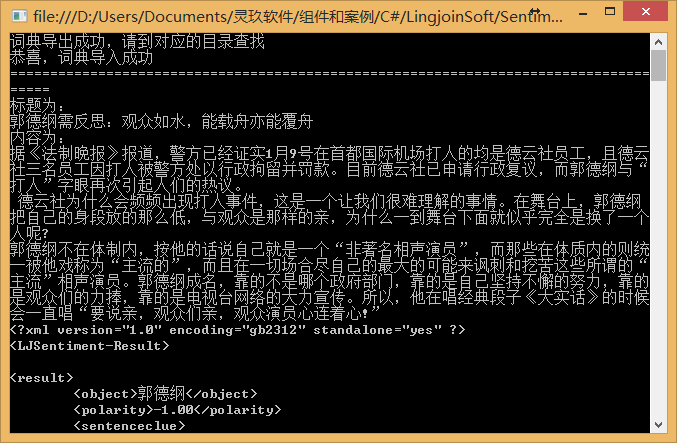 file:///D:/Users/Documents/灵玖软件/组件和案例/C#/LingjoinSoft/Sentim...
词典导出成功，请到对应的目录查找
恭喜，词典导入成功
================================================================================
=====
标题为：
郭德纲需反思：观众如水，能载舟亦能覆舟
内容为：
据《法制晚报》报道，警方已经证实1月9号在首都国际机场打人的均是德云社员工，且德云
社三名员工因打人被警方处以行政拘留并罚款。目前德云社已申请行政复议，而郭德纲与“
打人”字眼再次引起人们的热议。
德云社为什么会频频出现打人事件，这是一个让我们很难理解的事情。在舞台上，郭德纲
把自己的身段放的那么低，与观众是那样的亲，为什么一到舞台下面就似乎完全是换了一个
人呢？
郭德纲不在体制内，按他的话说自己就是一个“非著名相声演员”，而那些在体质内的则统
一被他戏称为“主流的”，而且在一切场合尽自己的最大的可能来讽刺和挖苦这些所谓的“
主流”相声演员。郭德纲成名，靠的不是哪个政府部门，靠的是自己坚持不懈的努力，靠的
是观众们的力捧，靠的是电视台网络的大力宣传。所以，他在唱经典段子《大实话》的时候
会一直唱“要说亲，观众们亲，观众演员心连着心！”
<?xml version="1.0" encoding="gb2312" standalone="yes" ?>
<LJSentiment-Result>
<result>
<object>郭德纲</object>
<polarity>-1.00</polarity>
<sentenceclue>